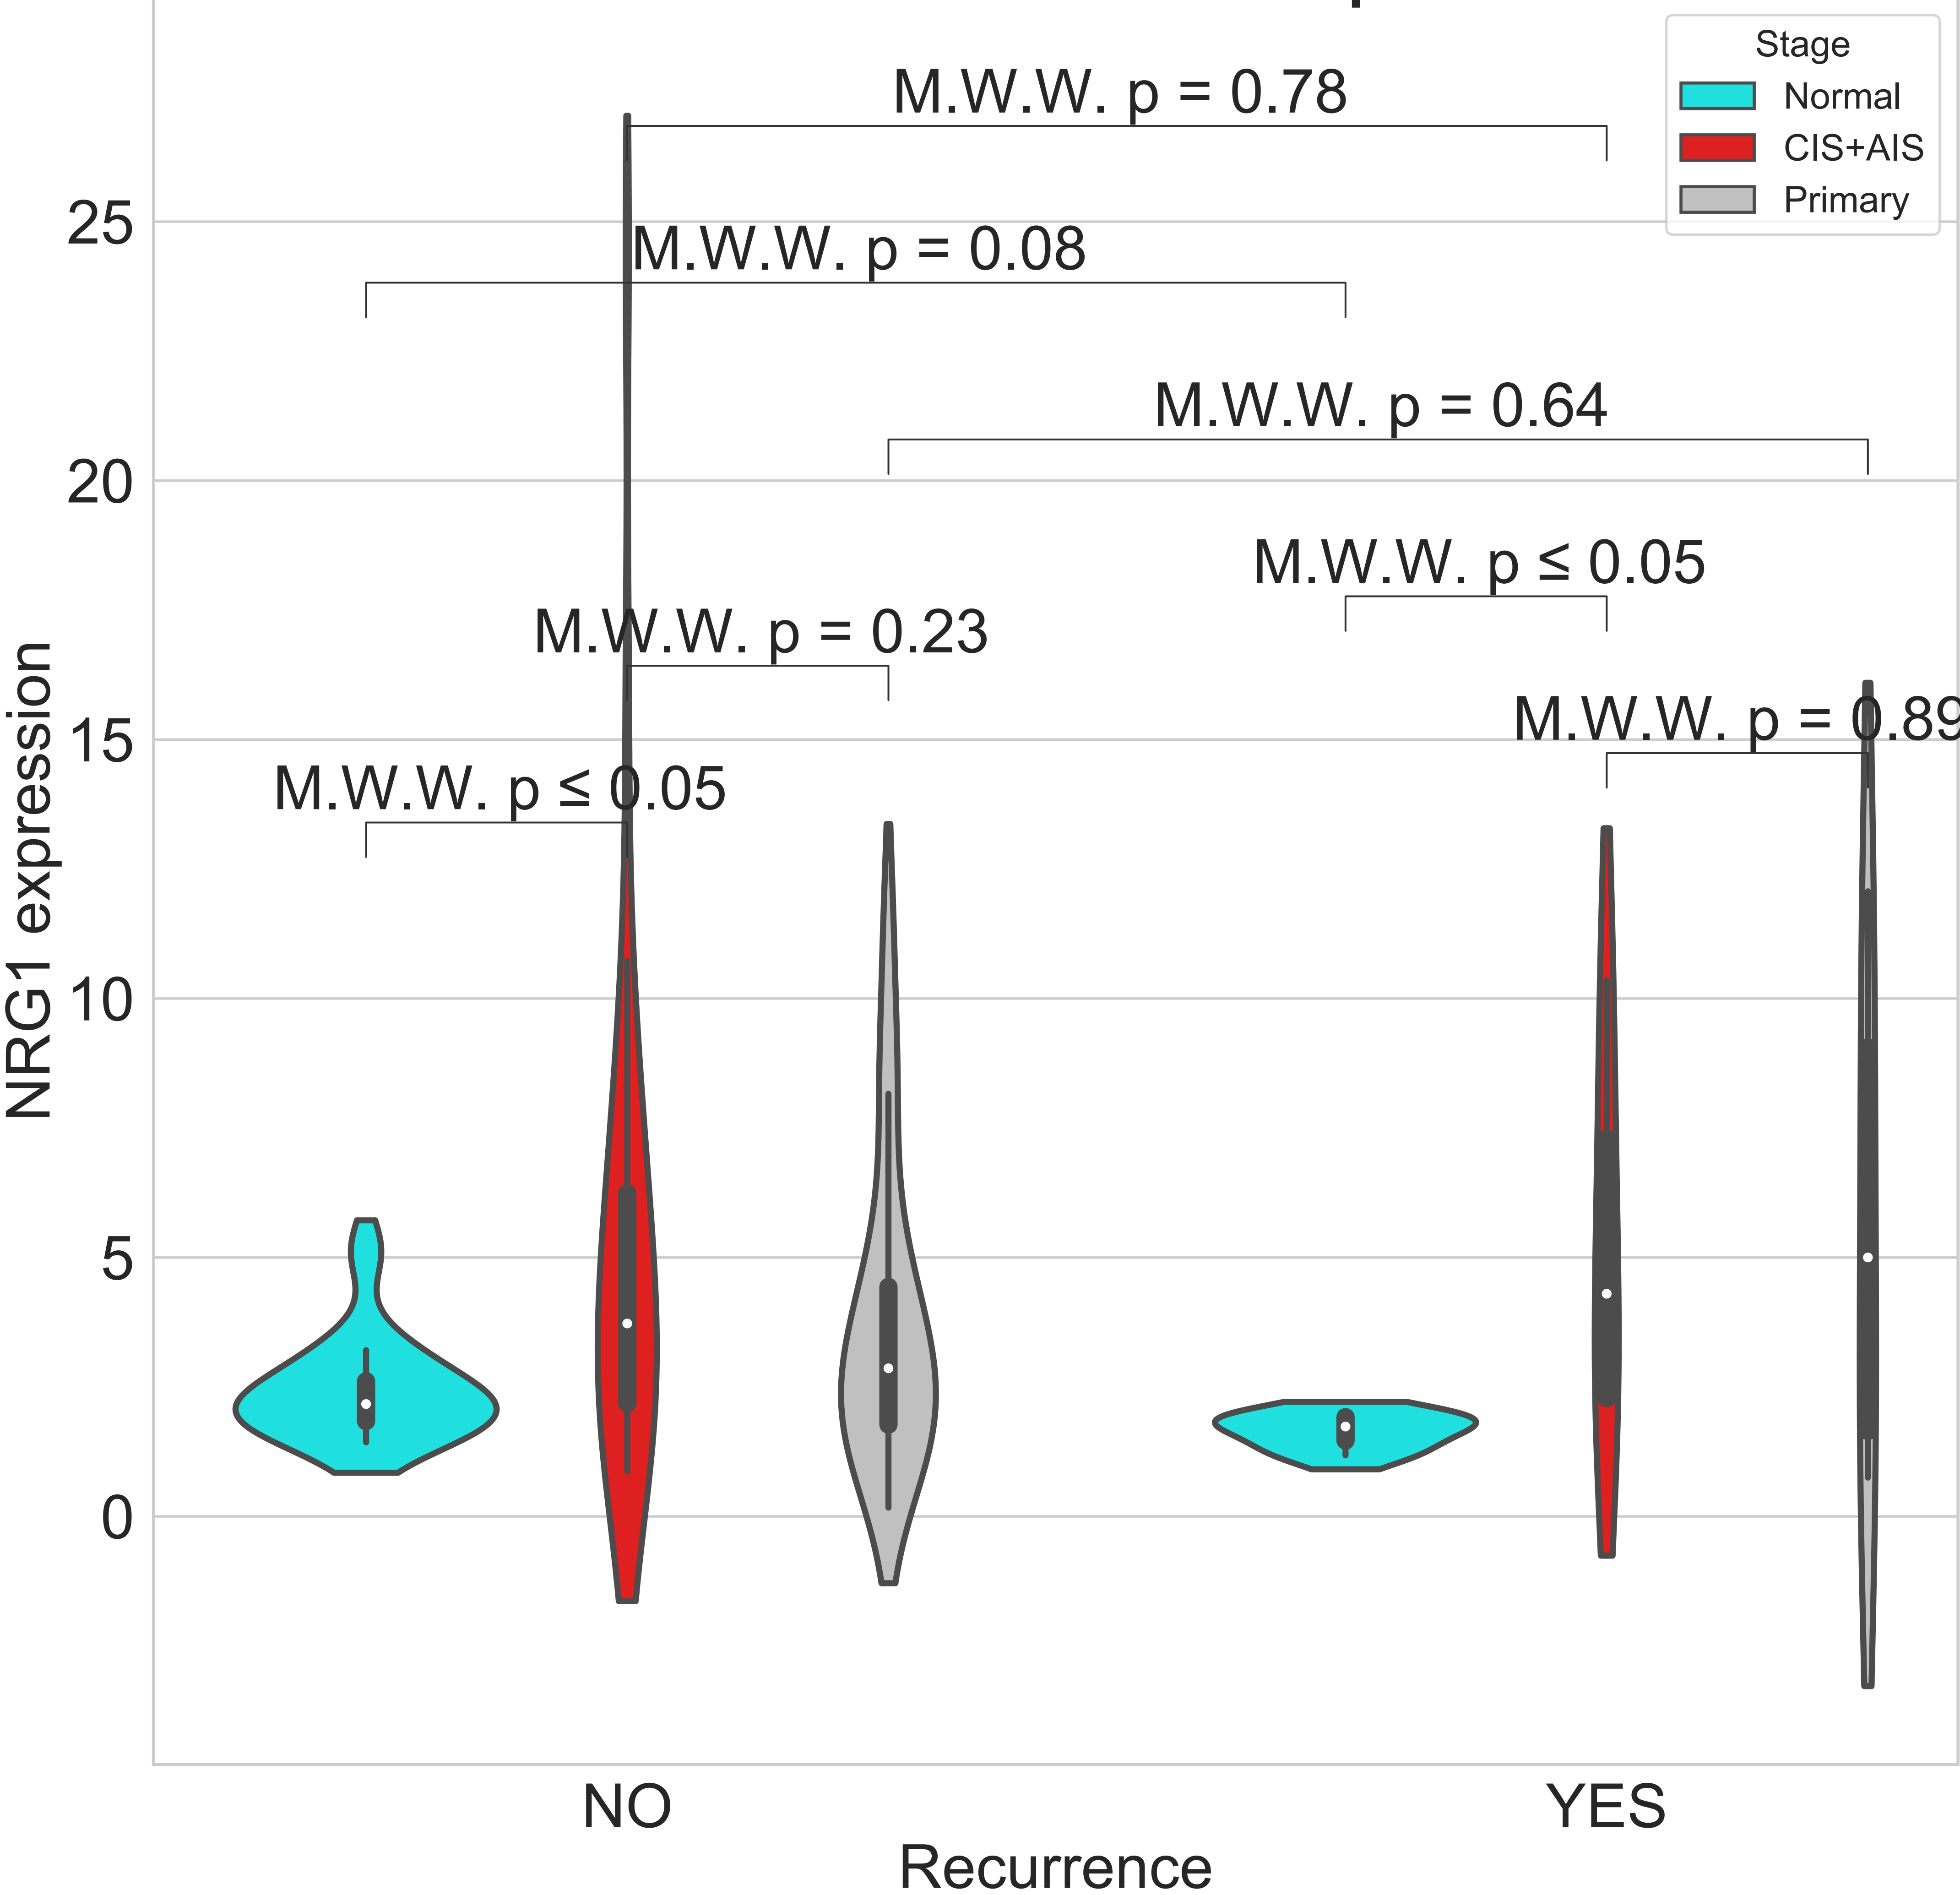 Stage
Normal
CIS+AIS
Primary
M.W.W. p = 0.78
M.W.W. p = 0.08
M.W.W. p = 0.64
M.W.W. p ≤ 0.05
M.W.W. p = 0.23
M.W.W. p = 0.89
M.W.W. p ≤ 0.05
25
20
15
10
5
0
NRG1 expression
NO
YES
Recurrence